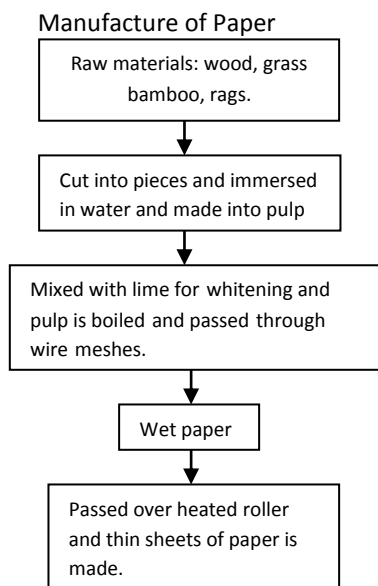 Manufacture of Paper
Raw materials: wood, grass
bamboo, rags.
Cut into pieces and immersed
in water and made into pulp
Mixed with lime for whitening and
pulp is boiled and passed through
wire meshes.
Wet paper
Passed over heated roller
and thin sheets of paper is
made.